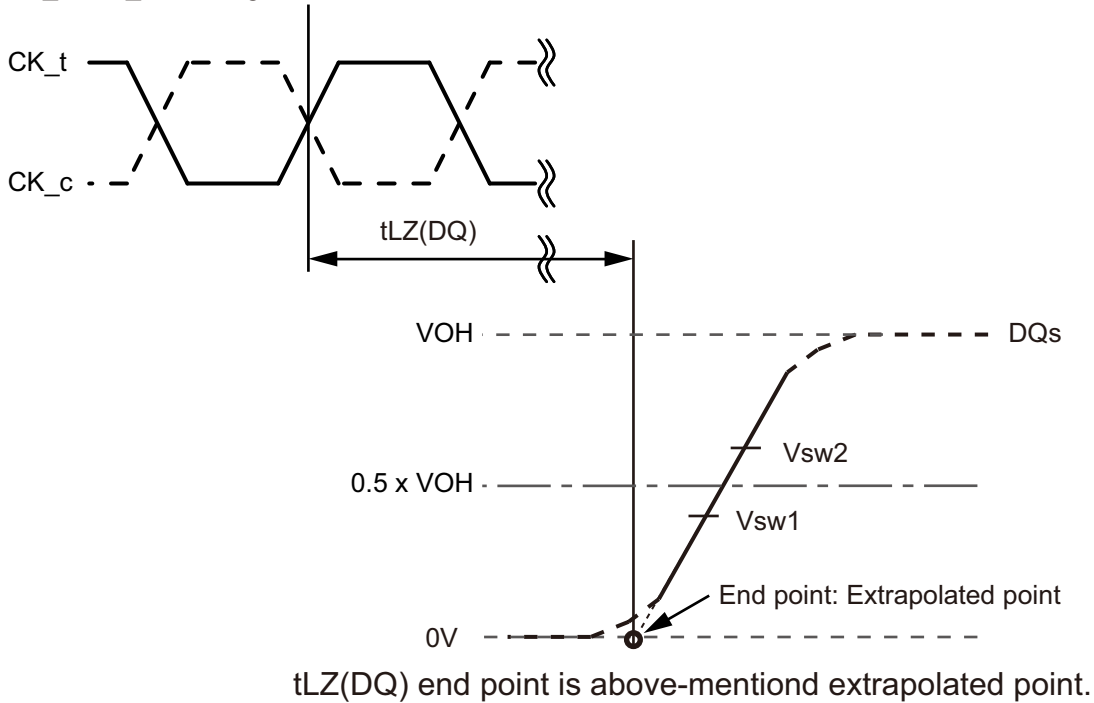 CK_t
CK_c
tLZ(DQ)
VOH
DQs
Vsw2
0.5 x VOH
Vsw1
End point: Extrapolated point
0V
tLZ(DQ) end point is above-mentiond extrapolated point.